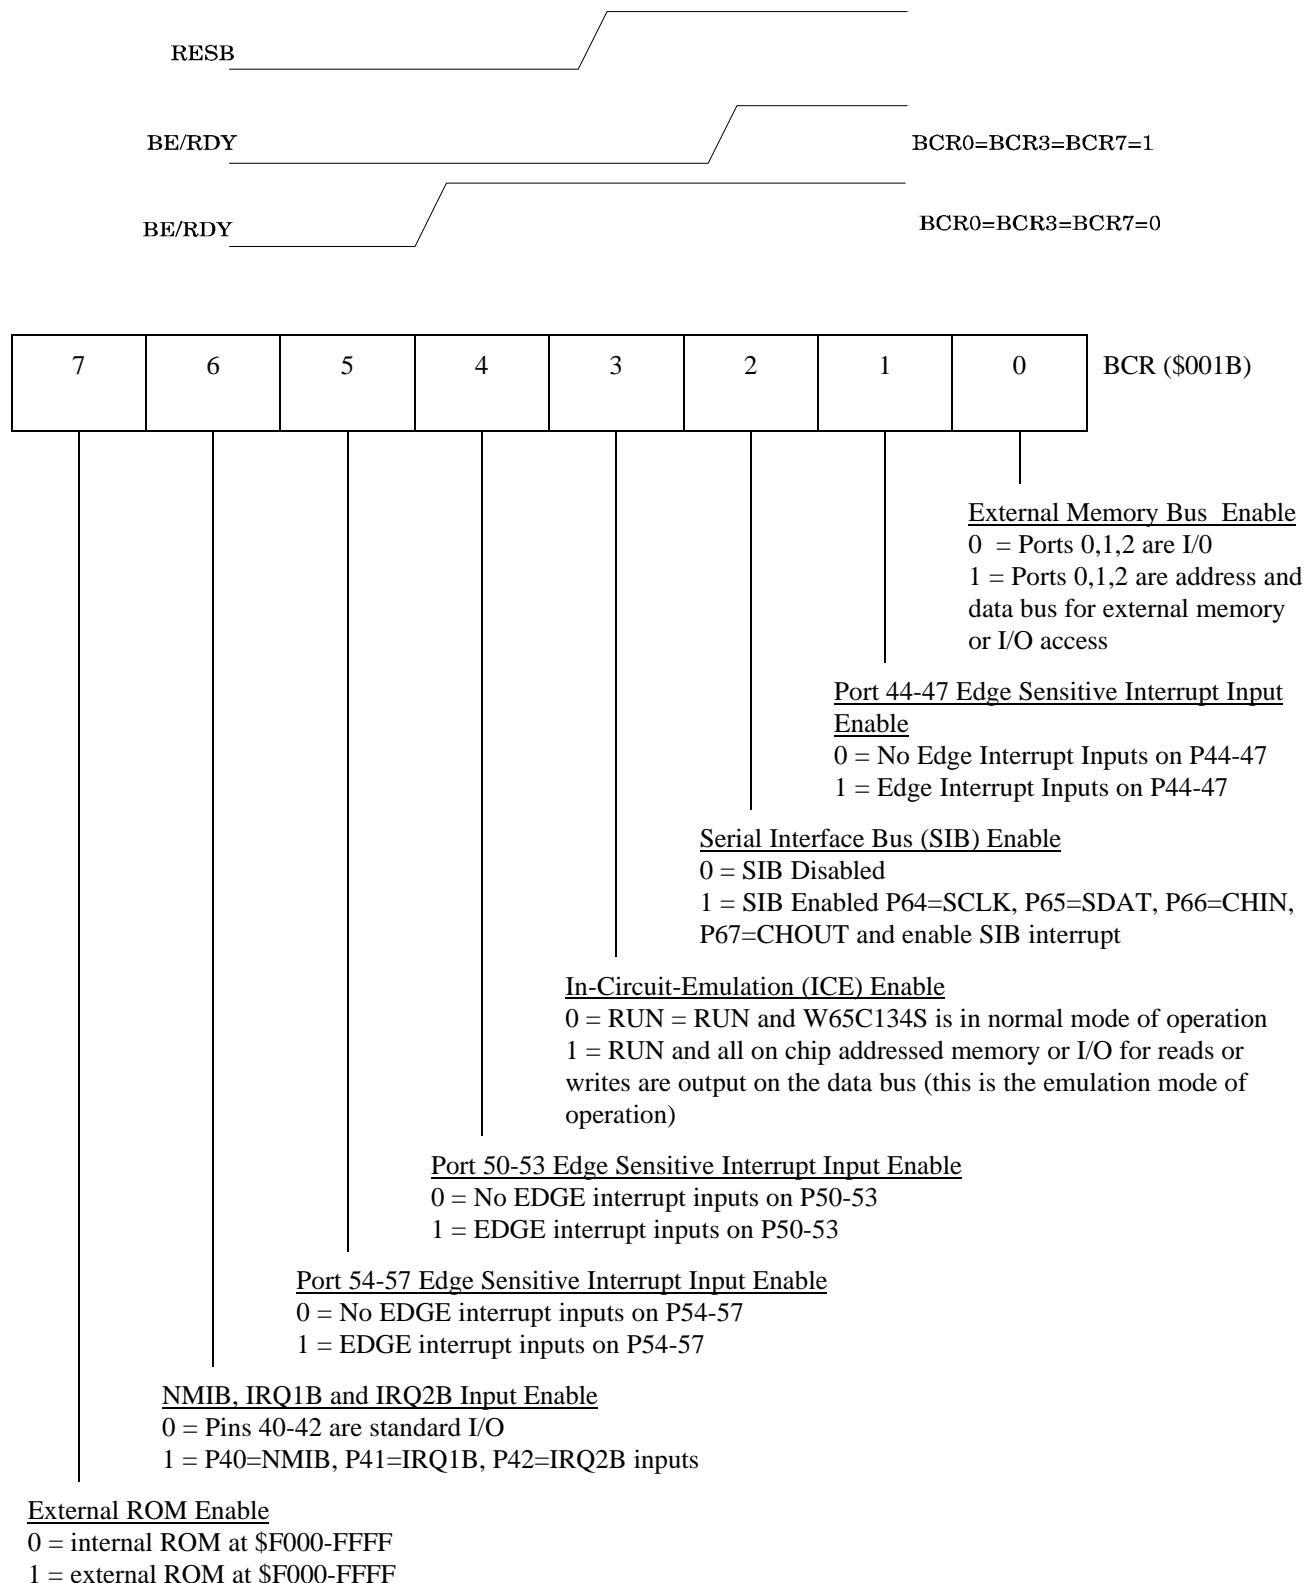 RESB
BE/RDY
BCR0=BCR3=BCR7=1
BE/RDY
BCR0=BCR3=BCR7=0
7 6 5 4 3 2 1 0 BCR ($001B)
External Memory Bus Enable
0 = Ports 0,1,2 are I/0
1 = Ports 0,1,2 are address and
data bus for external memory
or I/O access
Port 44-47 Edge Sensitive Interrupt Input
Enable
0 = No Edge Interrupt Inputs on P44-47
1 = Edge Interrupt Inputs on P44-47
Serial Interface Bus (SIB) Enable
0 = SIB Disabled
1 = SIB Enabled P64=SCLK, P65=SDAT, P66=CHIN,
P67=CHOUT and enable SIB interrupt
In-Circuit-Emulation (ICE) Enable
0 = RUN = RUN and W65C134S is in normal mode of operation
1 = RUN and all on chip addressed memory or I/O for reads or
writes are output on the data bus (this is the emulation mode of
operation)
Port 50-53 Edge Sensitive Interrupt Input Enable
0 = No EDGE interrupt inputs on P50-53
1 = EDGE interrupt inputs on P50-53
Port 54-57 Edge Sensitive Interrupt Input Enable
0 = No EDGE interrupt inputs on P54-57
1 = EDGE interrupt inputs on P54-57
NMIB, IRQ1B and IRQ2B Input Enable
0 = Pins 40-42 are standard I/O
1 = P40=NMIB, P41=IRQ1B, P42=IRQ2B inputs
External ROM Enable
0 = internal ROM at $F000-FFFF
1 = external ROM at $F000-FFFF